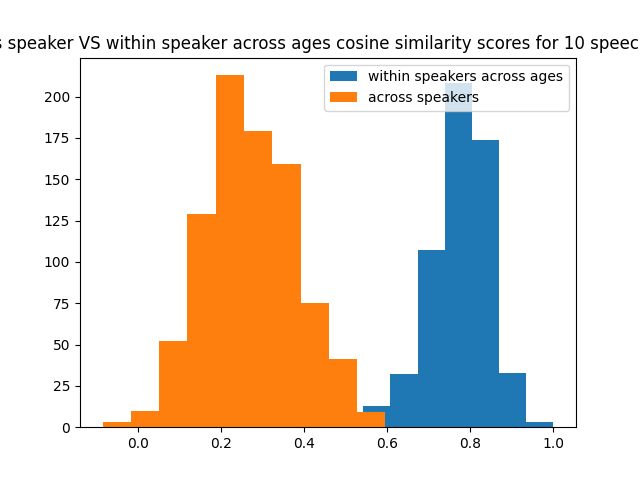 speaker VS within speaker across ages cosine similarity scores for 10
within speakers across ages
across speakers
200
175
150
125
100
75
50
25
0
0.0 0.2 0.4 0.6 0.8 1.0